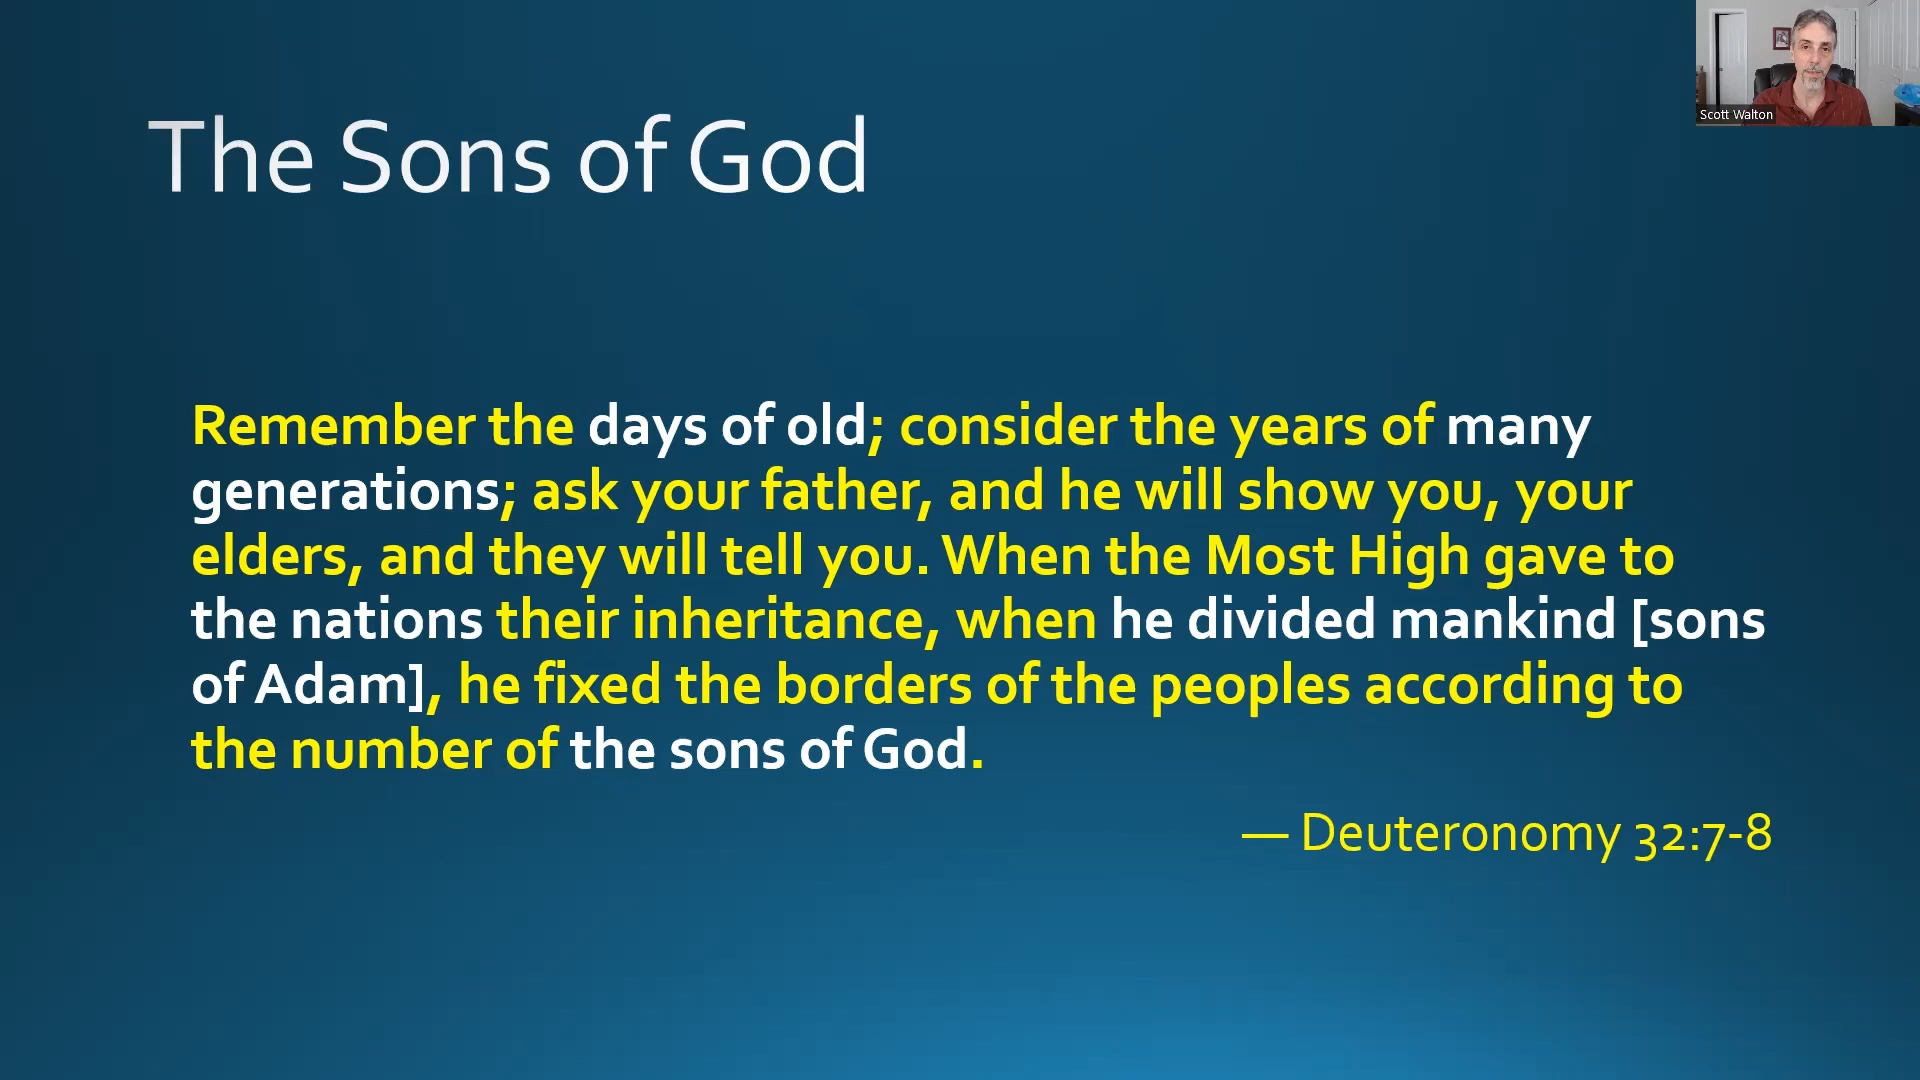 Scott Walton
The Sons of God
Remember the days of old; consider the years of many
generations; ask your father, and he will show you, your
elders, and they will tell you. When the Most High gave to
the nations their inheritance, when he divided mankind [sons
of Adam], he fixed the borders of the peoples according to
the number of the sons of God.
— Deuteronomy 32:7-8